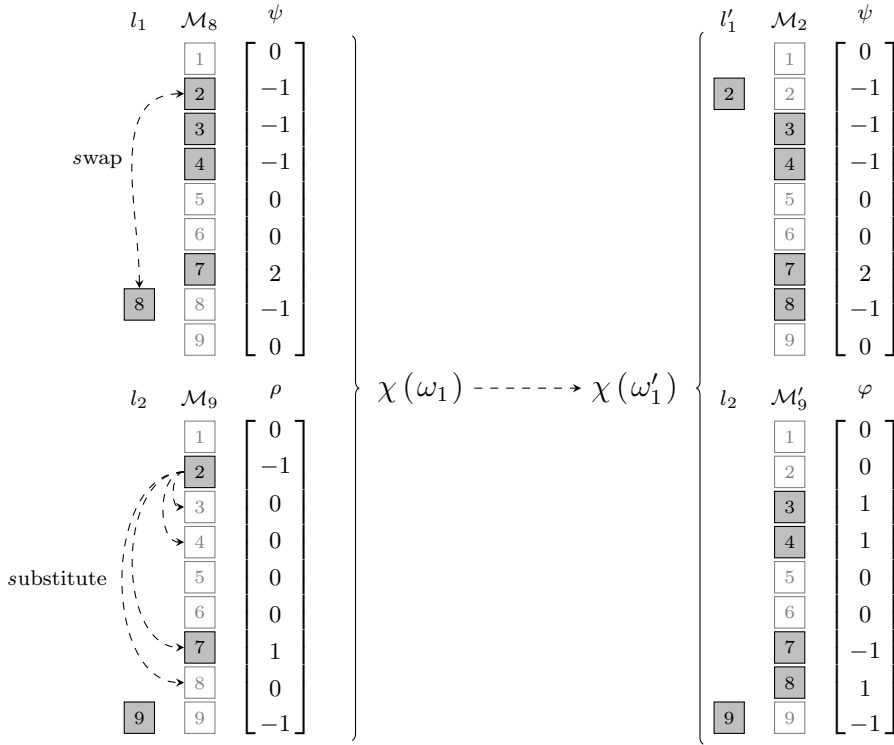 l₁ ℳ₈ ψ l′₁ ℳ₂ ψ
1 0 1 0
2 −1 2 2 −1
3 −1 3 −1
swap 4 −1 4 −1
5 0 5 0
6 0 6 0
7 2 7 2
8 8 −1 8 −1
9 0 9 0
χ (ω₁) χ (ω′₁)
l₂ ℳ₉ ρ l₂ ℳ′₉ φ
1 0 1 0
2 −1 2 0
3 0 3 1
4 0 4 1
substitute 5 0 5 0
6 0 6 0
7 1 7 −1
8 0 8 1
9 9 −1 9 9 −1